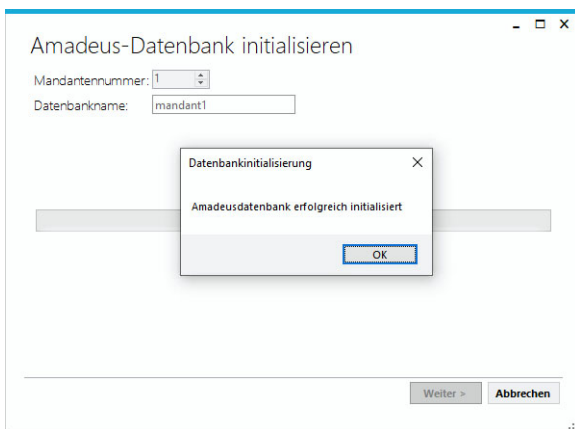 Amadeus-Datenbank initialisieren
Mandantennummer: 1
Datenbankname: mandant1
Datenbankinitialisierung
Amadeusdatenbank erfolgreich initialisiert
OK
Weiter > Abbrechen